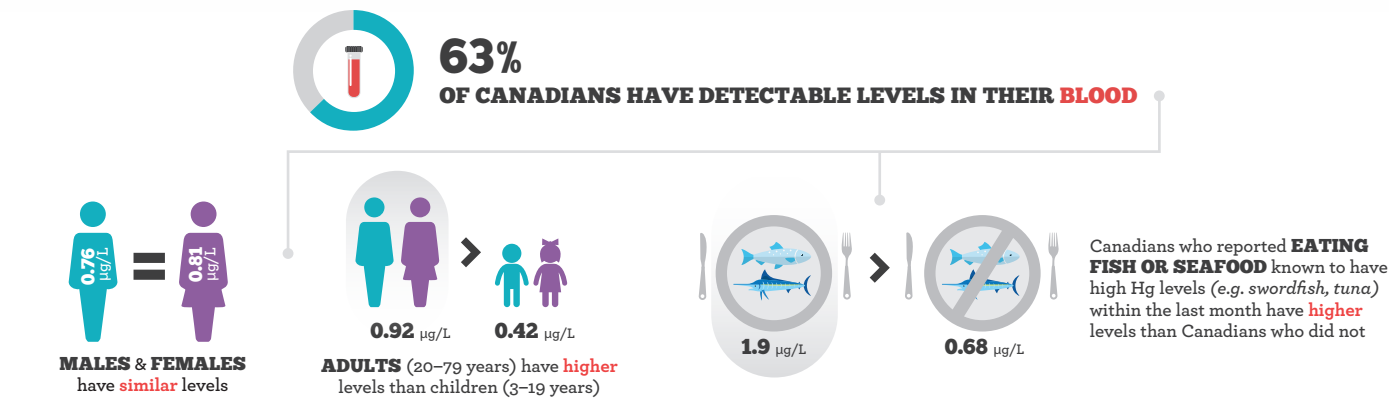 63%
OF CANADIANS HAVE DETECTABLE LEVELS IN THEIR BLOOD
0.76 µg/L
=
0.81 µg/L
MALES & FEMALES
have similar levels
>
0.92 µg/L
0.42 µg/L
ADULTS (20–79 years) have higher
levels than children (3–19 years)
>
1.9 µg/L
0.68 µg/L
Canadians who reported EATING
FISH OR SEAFOOD known to have
high Hg levels (e.g. swordfish, tuna)
within the last month have higher
levels than Canadians who did not